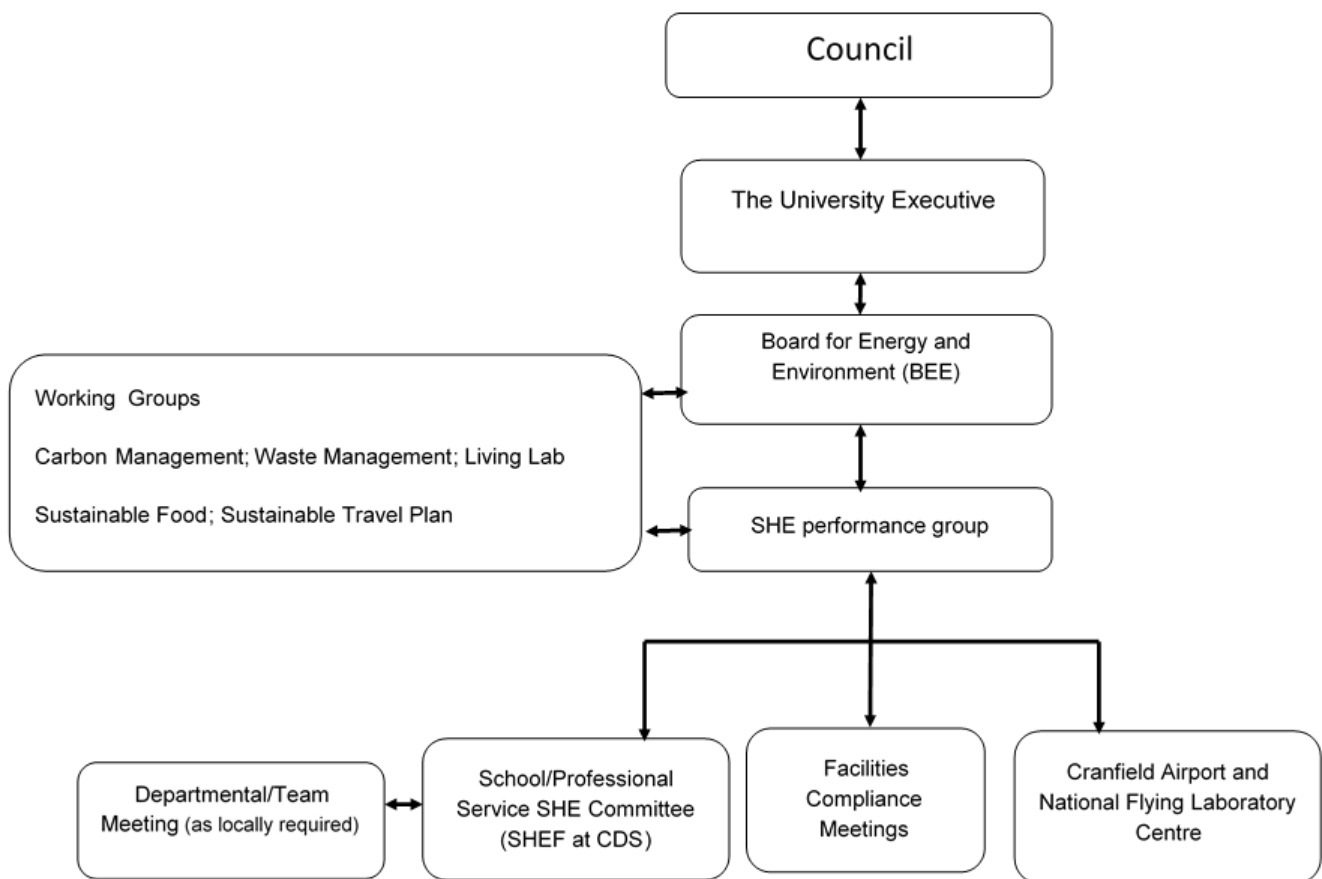 Council
The University Executive
Board for Energy and
Environment (BEE)
Working Groups
Carbon Management; Waste Management; Living Lab
Sustainable Food; Sustainable Travel Plan
SHE performance group
Departmental/Team
Meeting (as locally required)
School/Professional
Service SHE Committee
(SHEF at CDS)
Facilities
Compliance
Meetings
Cranfield Airport and
National Flying Laboratory
Centre